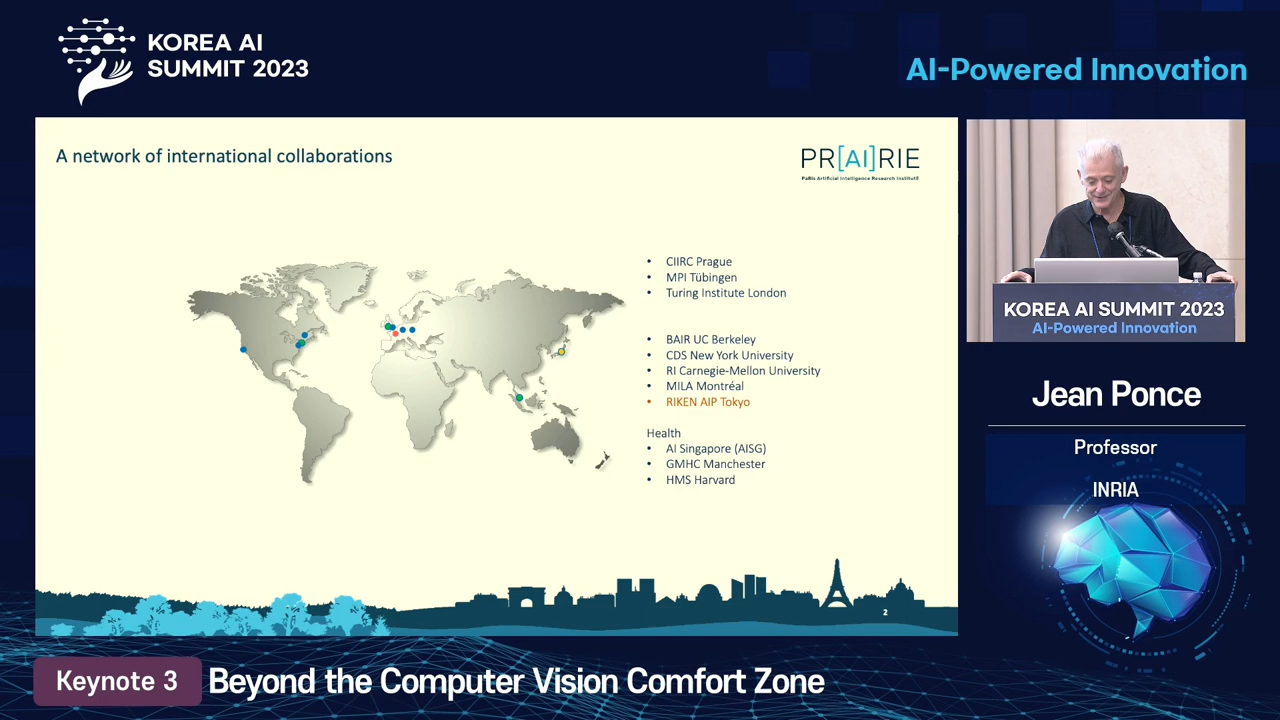 KOREA AI
SUMMIT 2023
AI-Powered Innovation
A network of international collaborations
PR[AI]RIE
PaRis Artificial Intelligence Research InstitutE
• CIIRC Prague
• MPI Tübingen
• Turing Institute London
• BAIR UC Berkeley
• CDS New York University
• RI Carnegie-Mellon University
• MILA Montréal
• RIKEN AIP Tokyo
Health
• AI Singapore (AISG)
• GMHC Manchester
• HMS Harvard
2
KOREA AI SUMMIT 2023
AI-Powered Innovation
Jean Ponce
Professor
INRIA
Keynote 3 Beyond the Computer Vision Comfort Zone